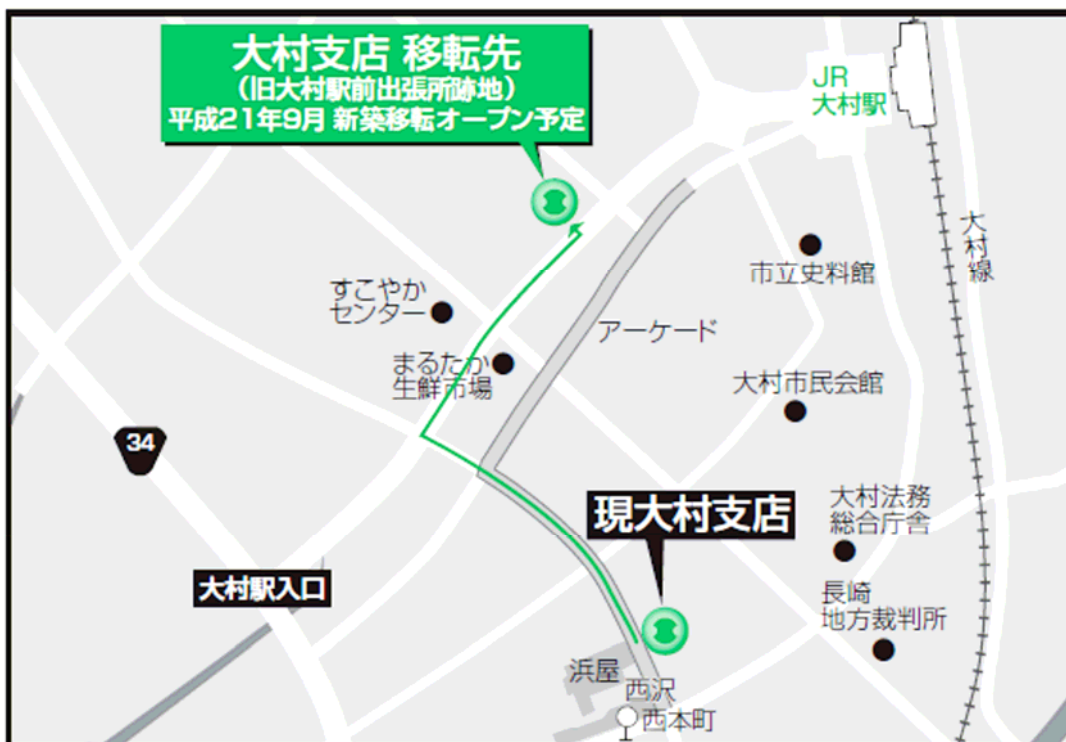 大村支店 移転先
（旧大村駅前出張所跡地）
平成21年9月 新築移転オープン予定
JR
大村駅
大村線
市立史料館
すこやか
センター
アーケード
まるたか
生鮮市場
大村市民会館
34
大村法務
総合庁舎
現大村支店
大村駅入口
長崎
地方裁判所
浜屋
西沢
西本町